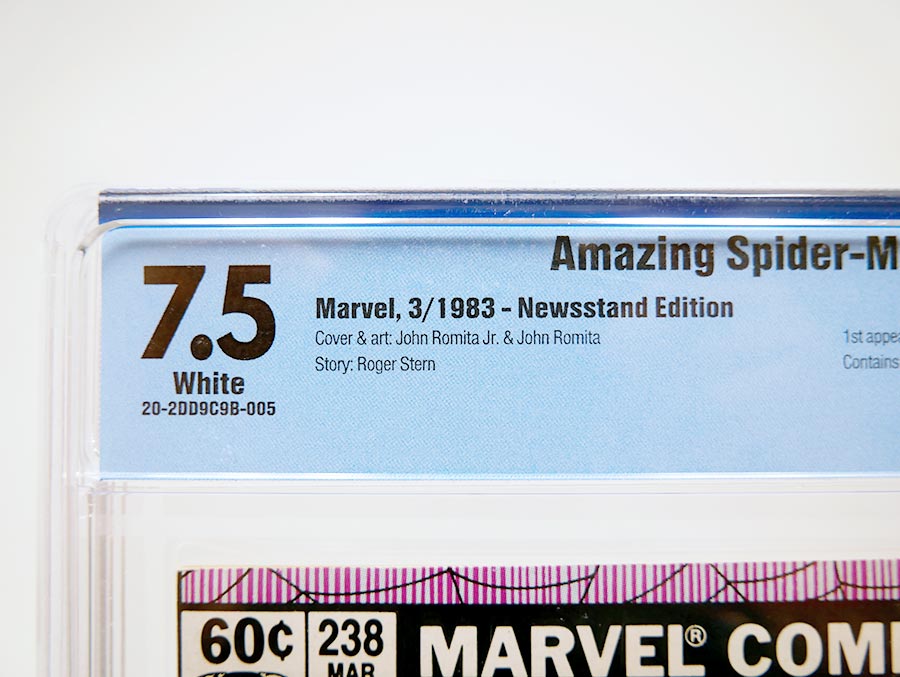 Amazing Spider-M
7.5
White
20-2DD9C9B-005
Marvel, 3/1983 - Newsstand Edition
Cover & art: John Romita Jr. & John Romita
Story: Roger Stern
1st appea
Contains
60¢
238
MAR
MARVEL® COMI